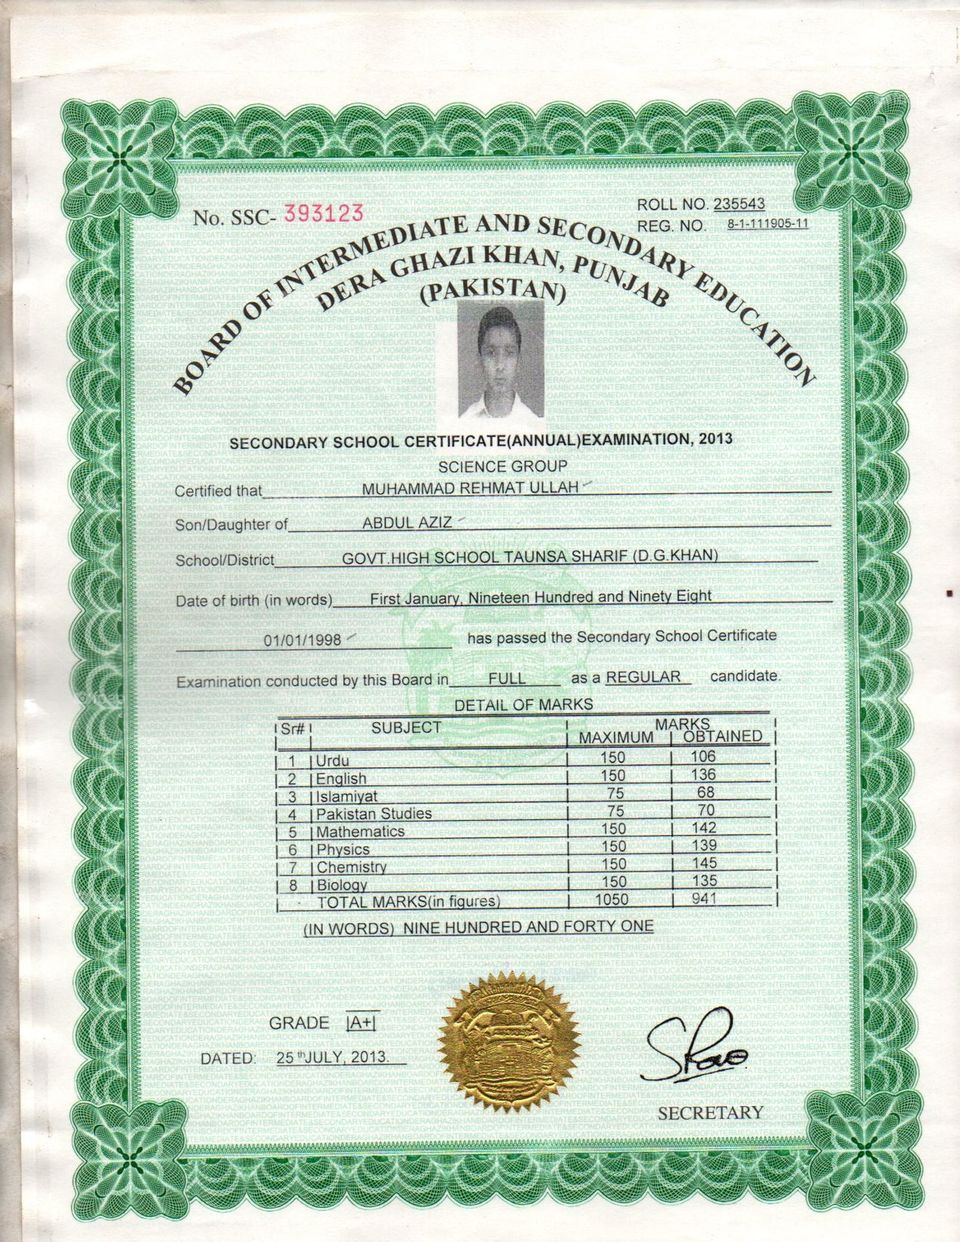 No. SSC- 393123
ROLL NO. 235543
REG. NO. 8-1-111905-11
BOARD OF INTERMEDIATE AND SECONDARY EDUCATION
DERA GHAZI KHAN, PUNJAB
(PAKISTAN)
SECONDARY SCHOOL CERTIFICATE(ANNUAL)EXAMINATION, 2013
SCIENCE GROUP
Certified that MUHAMMAD REHMAT ULLAH
Son/Daughter of ABDUL AZIZ
School/District GOVT.HIGH SCHOOL TAUNSA SHARIF (D.G.KHAN)
Date of birth (in words) First January, Nineteen Hundred and Ninety Eight
01/01/1998 has passed the Secondary School Certificate
Examination conducted by this Board in FULL as a REGULAR candidate.
DETAIL OF MARKS
Sr# SUBJECT MARKS
MAXIMUM OBTAINED
1 Urdu 150 106
2 English 150 136
3 Islamiyat 75 68
4 Pakistan Studies 75 70
5 Mathematics 150 142
6 Physics 150 139
7 Chemistry 150 145
8 Biology 150 135
TOTAL MARKS(in figures) 1050 941
(IN WORDS) NINE HUNDRED AND FORTY ONE
GRADE A+
DATED: 25th JULY, 2013.
SECRETARY